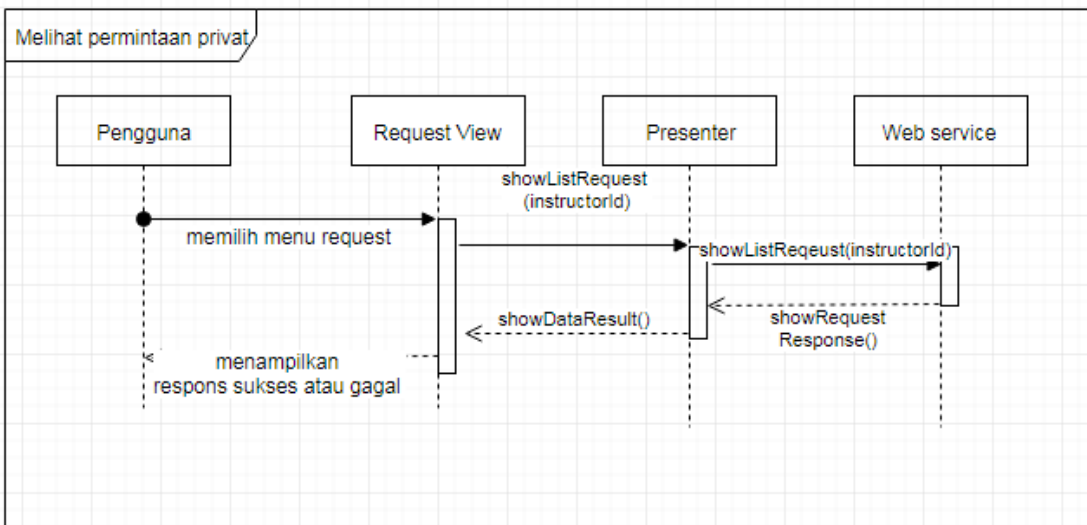 Melihat permintaan privat
Pengguna
Request View
Presenter
Web service
showListRequest
(instructorId)
memilih menu request
showListReqeust(instructorId)
showDataResult()
showRequest
Response()
menampilkan
respons sukses atau gagal